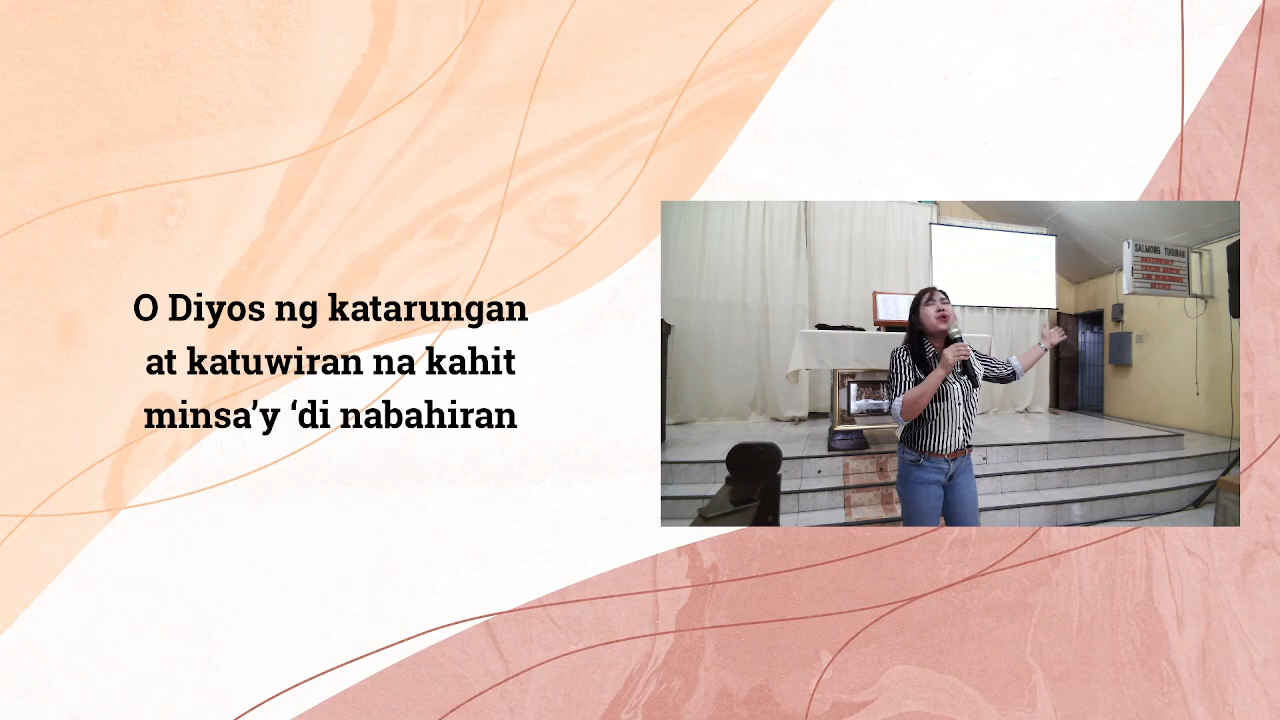 O Diyos ng katarungan
at katuwiran na kahit
minsa’y ‘di nabahiran
SALMONG TUGUNAN